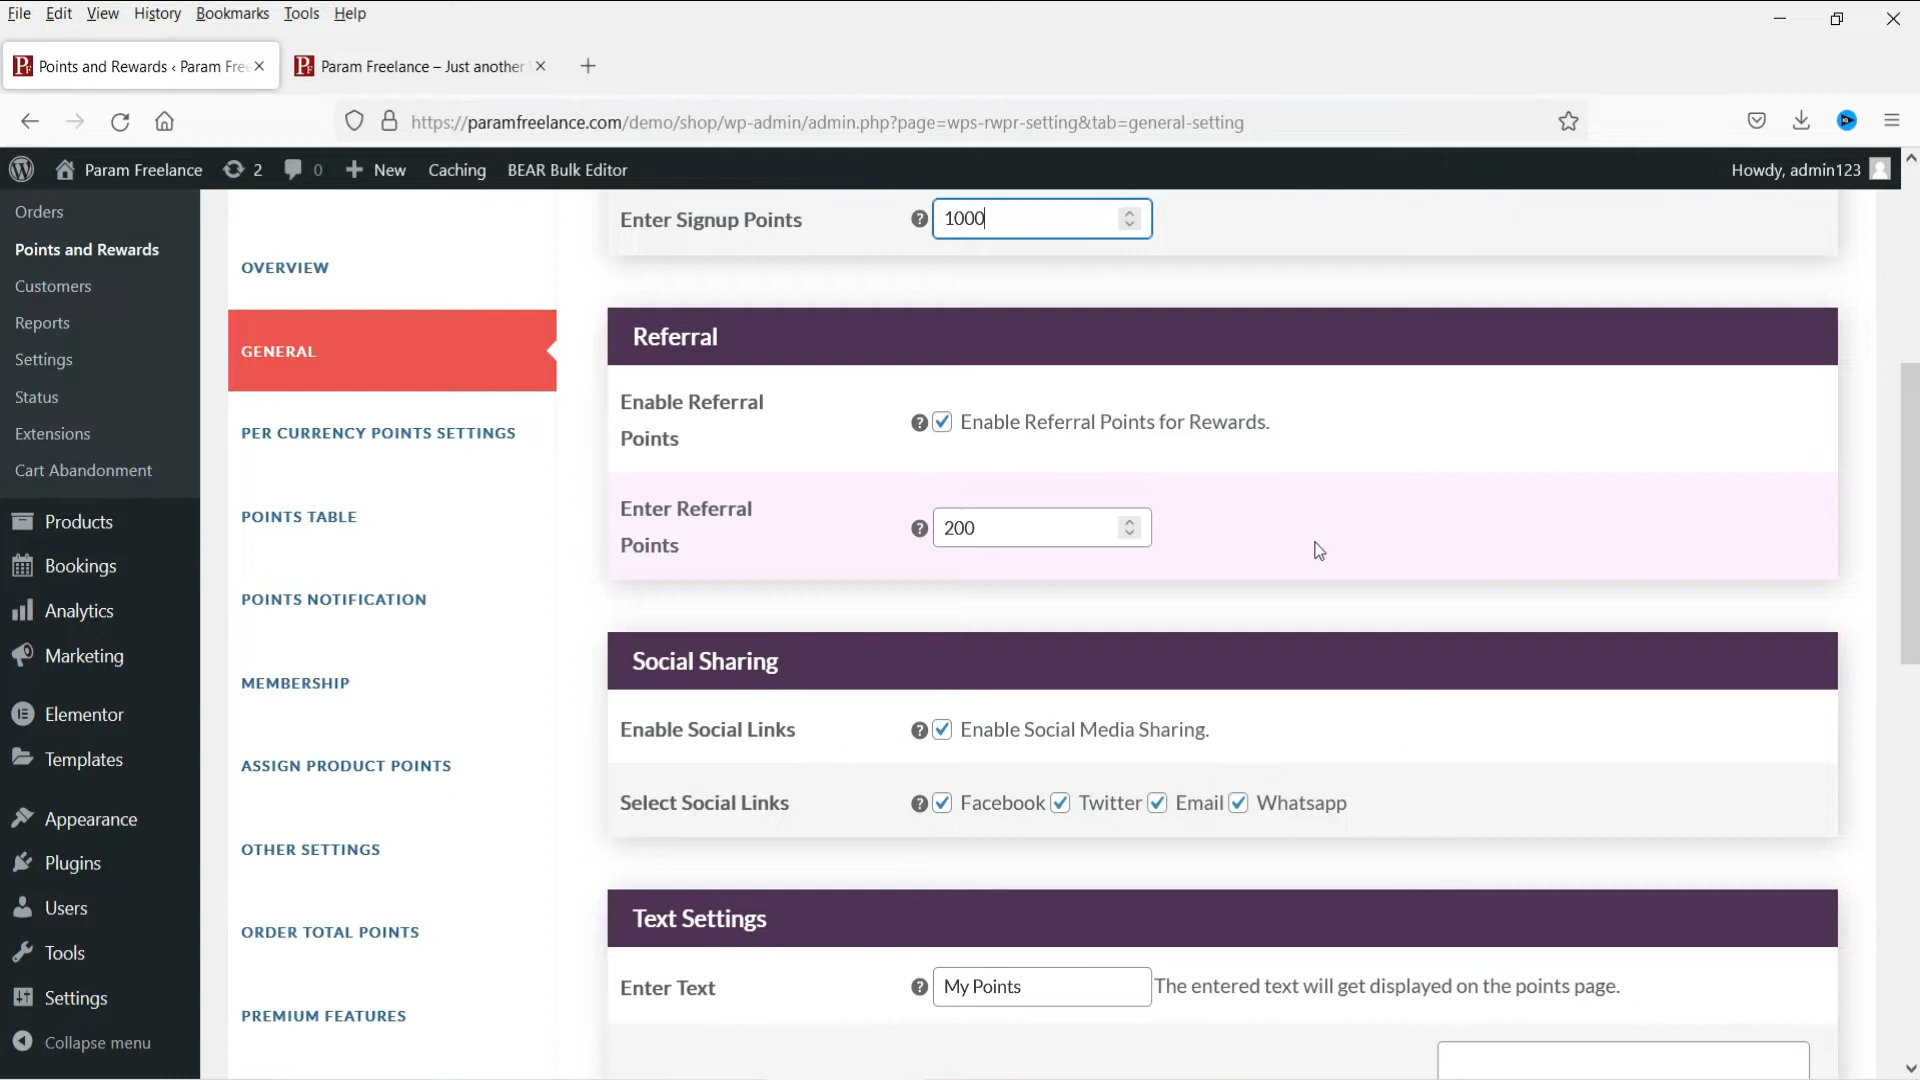 File Edit View History Bookmarks Tools Help
Points and Rewards ‹ Param Free
Param Freelance – Just another
https://paramfreelance.com/demo/shop/wp-admin/admin.php?page=wps-rwpr-setting&tab=general-setting
Param Freelance 2 0 New Caching BEAR Bulk Editor Howdy, admin123
Orders
Points and Rewards
Customers
Reports
Settings
Status
Extensions
Cart Abandonment
Products
Bookings
Analytics
Marketing
Elementor
Templates
Appearance
Plugins
Users
Tools
Settings
Collapse menu
OVERVIEW
GENERAL
PER CURRENCY POINTS SETTINGS
POINTS TABLE
POINTS NOTIFICATION
MEMBERSHIP
ASSIGN PRODUCT POINTS
OTHER SETTINGS
ORDER TOTAL POINTS
PREMIUM FEATURES
Enter Signup Points 1000
Referral
Enable Referral
Points
Enable Referral Points for Rewards.
Enter Referral
Points
200
Social Sharing
Enable Social Links Enable Social Media Sharing.
Select Social Links Facebook Twitter Email Whatsapp
Text Settings
Enter Text My Points The entered text will get displayed on the points page.